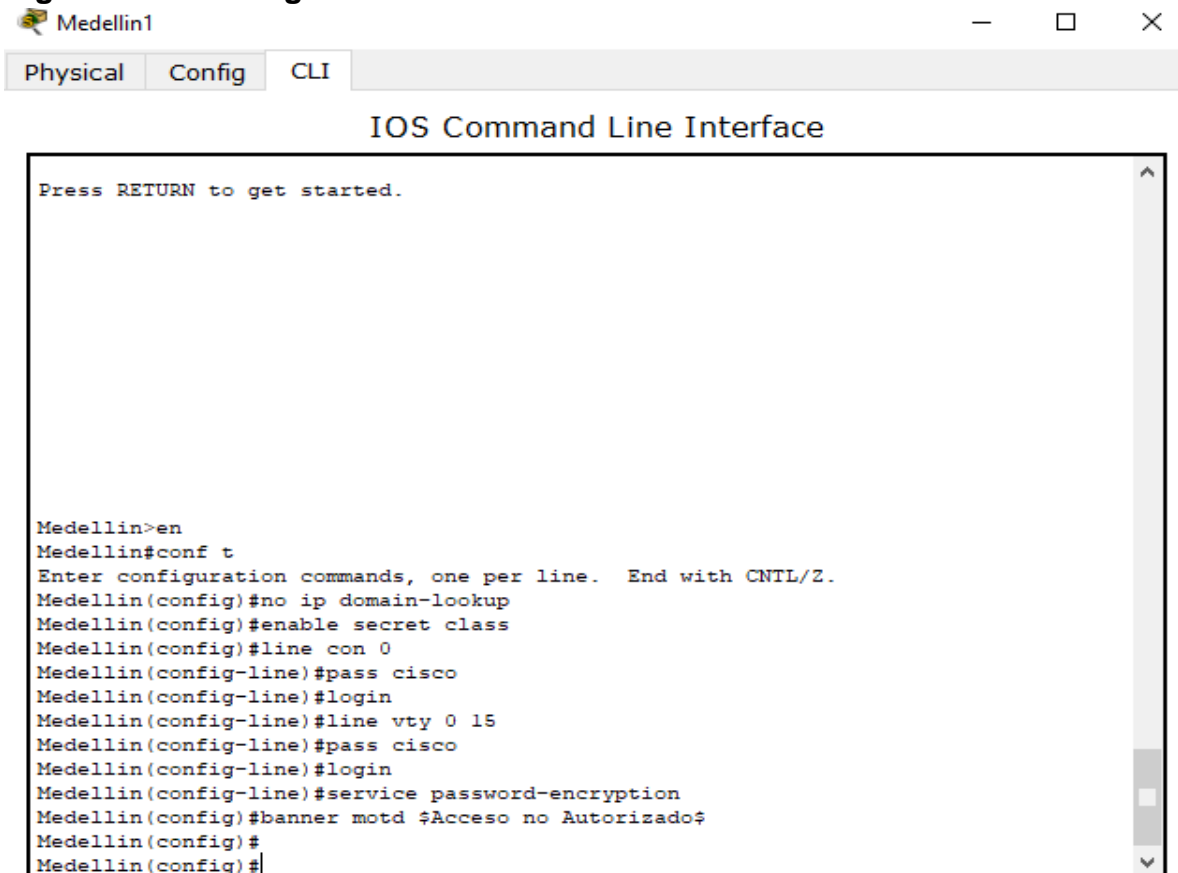 Medellin1
Physical Config CLI
IOS Command Line Interface
Press RETURN to get started.
Medellin>en
Medellin#conf t
Enter configuration commands, one per line.  End with CNTL/Z.
Medellin(config)#no ip domain-lookup
Medellin(config)#enable secret class
Medellin(config)#line con 0
Medellin(config-line)#pass cisco
Medellin(config-line)#login
Medellin(config-line)#line vty 0 15
Medellin(config-line)#pass cisco
Medellin(config-line)#login
Medellin(config-line)#service password-encryption
Medellin(config)#banner motd $Acceso no Autorizado$
Medellin(config)#
Medellin(config)#